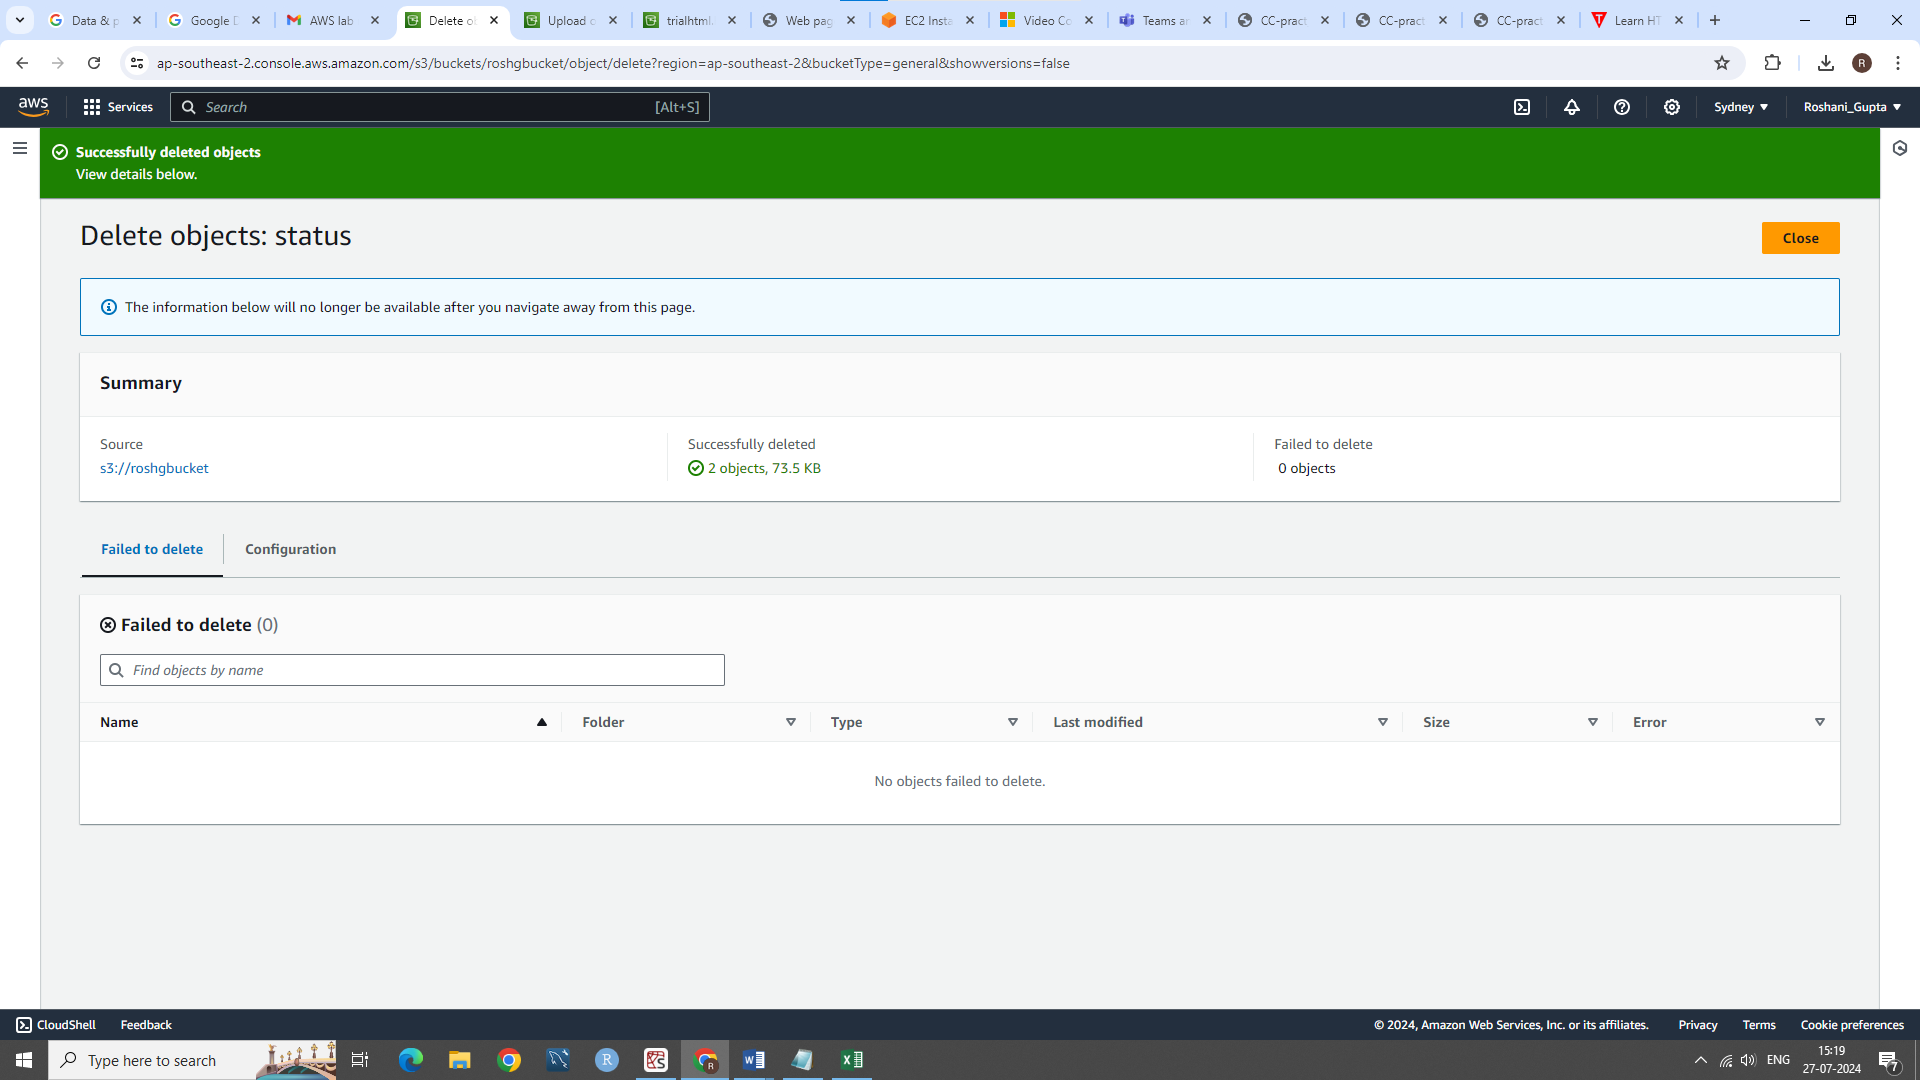 Data & p
Google D
AWS lab
Delete o
Upload o
trialhtml.
Web pag
EC2 Insta
Video Co
Teams a
CC-pract
CC-pract
CC-pract
Learn HT
ap-southeast-2.console.aws.amazon.com/s3/buckets/roshgbucket/object/delete?region=ap-southeast-2&bucketType=general&showversions=false
R
aws
Services
Search
[Alt+S]
Sydney
Roshani_Gupta
Successfully deleted objects
View details below.
Delete objects: status
Close
The information below will no longer be available after you navigate away from this page.
Summary
Source
Successfully deleted
Failed to delete
s3://roshgbucket
2 objects, 73.5 KB
0 objects
Failed to delete
Configuration
Failed to delete (0)
Find objects by name
Name
Folder
Type
Last modified
Size
Error
No objects failed to delete.
CloudShell
Feedback
© 2024, Amazon Web Services, Inc. or its affiliates.
Privacy
Terms
Cookie preferences
Type here to search
ENG
15:19
27-07-2024
7